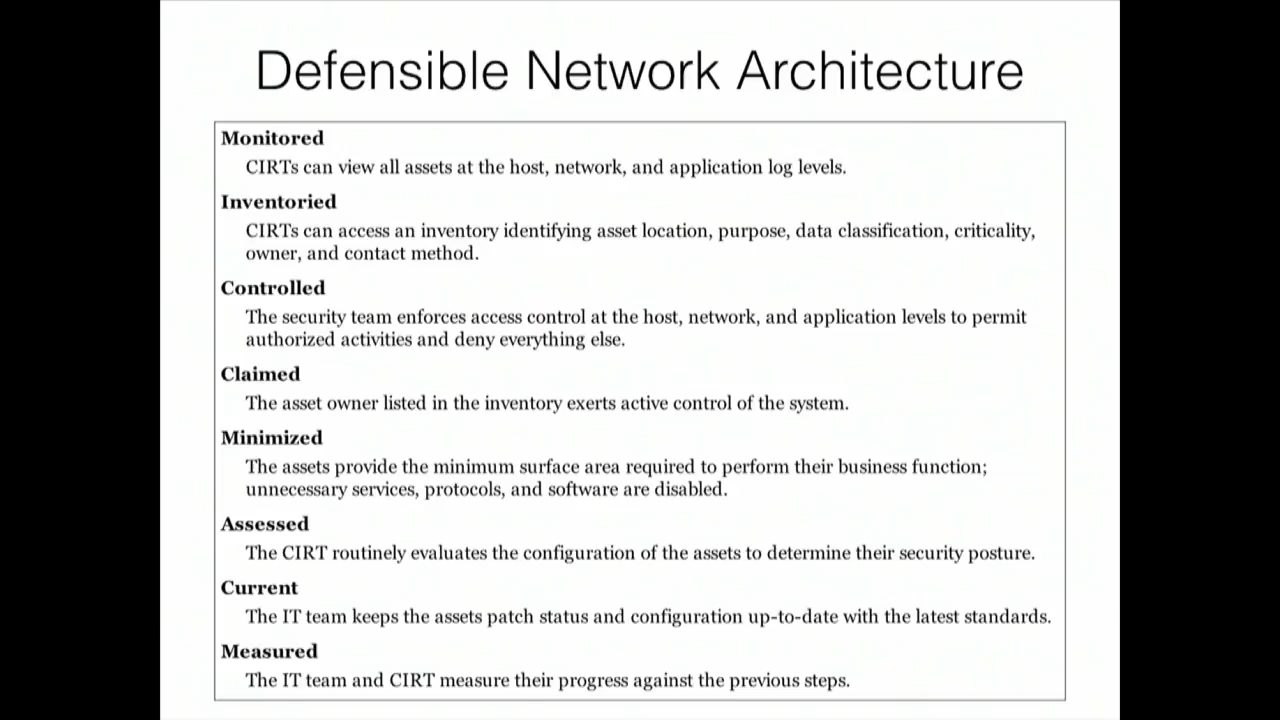 Defensible Network Architecture
Monitored
CIRTs can view all assets at the host, network, and application log levels.
Inventoried
CIRTs can access an inventory identifying asset location, purpose, data classification, criticality,
owner, and contact method.
Controlled
The security team enforces access control at the host, network, and application levels to permit
authorized activities and deny everything else.
Claimed
The asset owner listed in the inventory exerts active control of the system.
Minimized
The assets provide the minimum surface area required to perform their business function;
unnecessary services, protocols, and software are disabled.
Assessed
The CIRT routinely evaluates the configuration of the assets to determine their security posture.
Current
The IT team keeps the assets patch status and configuration up-to-date with the latest standards.
Measured
The IT team and CIRT measure their progress against the previous steps.